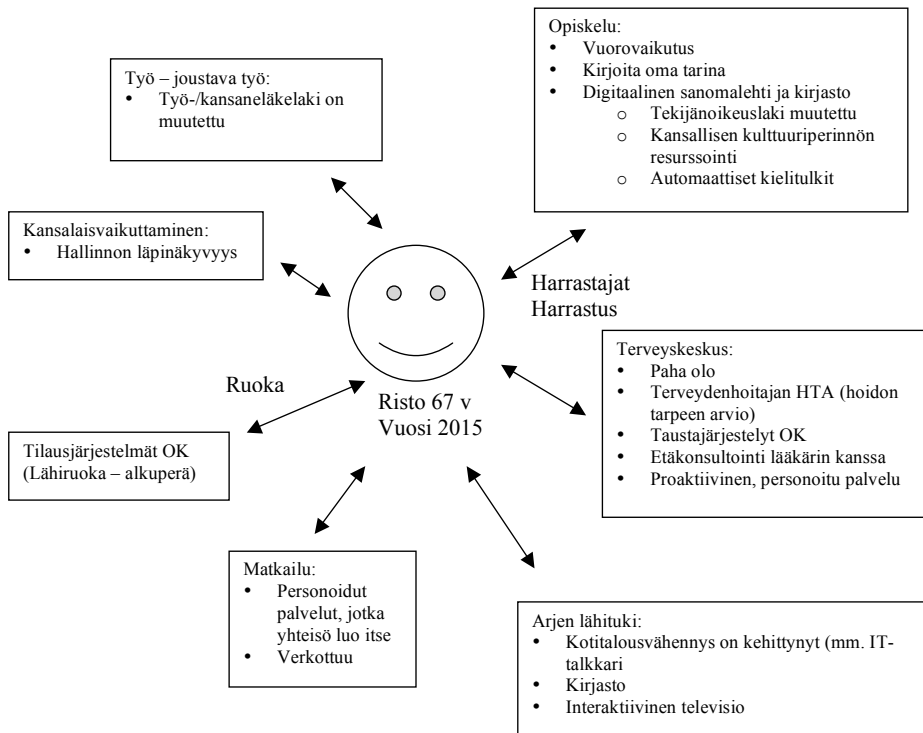 Työ – joustava työ:
• Työ-/kansaneläkelaki on
muutettu
Opiskelu:
• Vuorovaikutus
• Kirjoita oma tarina
• Digitaalinen sanomalehti ja kirjasto
o Tekijänoikeuslaki muutettu
o Kansallisen kulttuuriperinnön
resurssointi
o Automaattiset kielitulkit
Kansalaisvaikuttaminen:
• Hallinnon läpinäkyvyys
Harrastajat
Harrastus
Terveyskeskus:
• Paha olo
• Terveydenhoitajan HTA (hoidon
tarpeen arvio)
• Taustajärjestelyt OK
• Etäkonsultointi lääkärin kanssa
• Proaktiivinen, personoitu palvelu
Ruoka
Risto 67 v
Vuosi 2015
Tilausjärjestelmät OK
(Lähiruoka – alkuperä)
Matkailu:
• Personoidut
palvelut, jotka
yhteisö luo itse
• Verkottuu
Arjen lähituki:
• Kotitalousvähennys on kehittynyt (mm. IT-
talkkari
• Kirjasto
• Interaktiivinen televisio